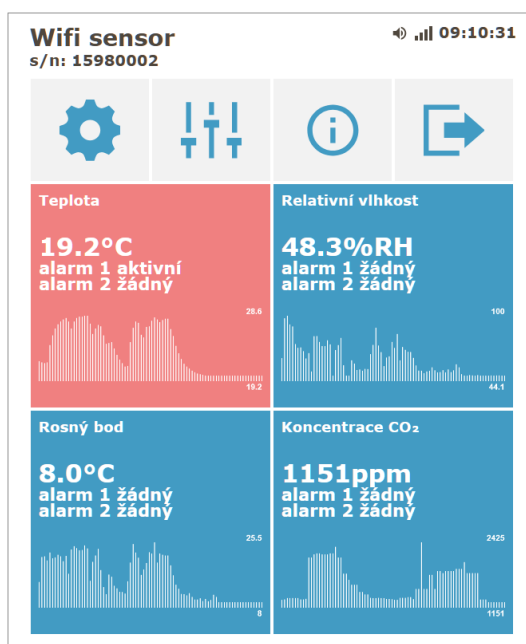 Wifi sensor
09:10:31
s/n: 15980002
Teplota
19.2°C
alarm 1 aktivní
alarm 2 žádný
28.6
19.2
Relativní vlhkost
48.3%RH
alarm 1 žádný
alarm 2 žádný
100
44.1
Rosný bod
8.0°C
alarm 1 žádný
alarm 2 žádný
25.5
8
Koncentrace CO₂
1151ppm
alarm 1 žádný
alarm 2 žádný
2425
1151